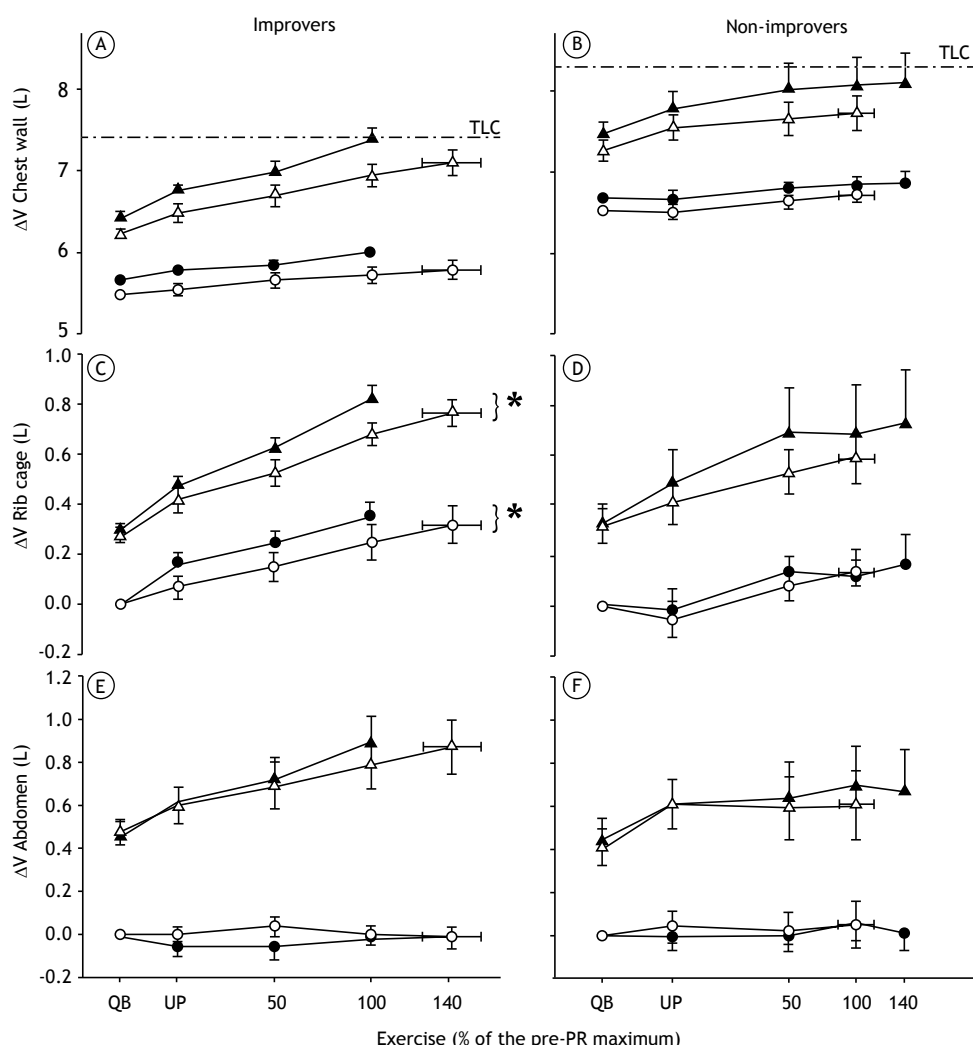 Improvers
Non-improvers
A
B
TLC
TLC
ΔV Chest wall (L)
8
7
6
5
C
D
ΔV Rib cage (L)
1.0
0.8
0.6
0.4
0.2
0.0
-0.2
*
*
E
F
ΔV Abdomen (L)
1.2
1.0
0.8
0.6
0.4
0.2
0.0
-0.2
QB UP 50 100 140
QB UP 50 100 140
Exercise (% of the pre-PR maximum)